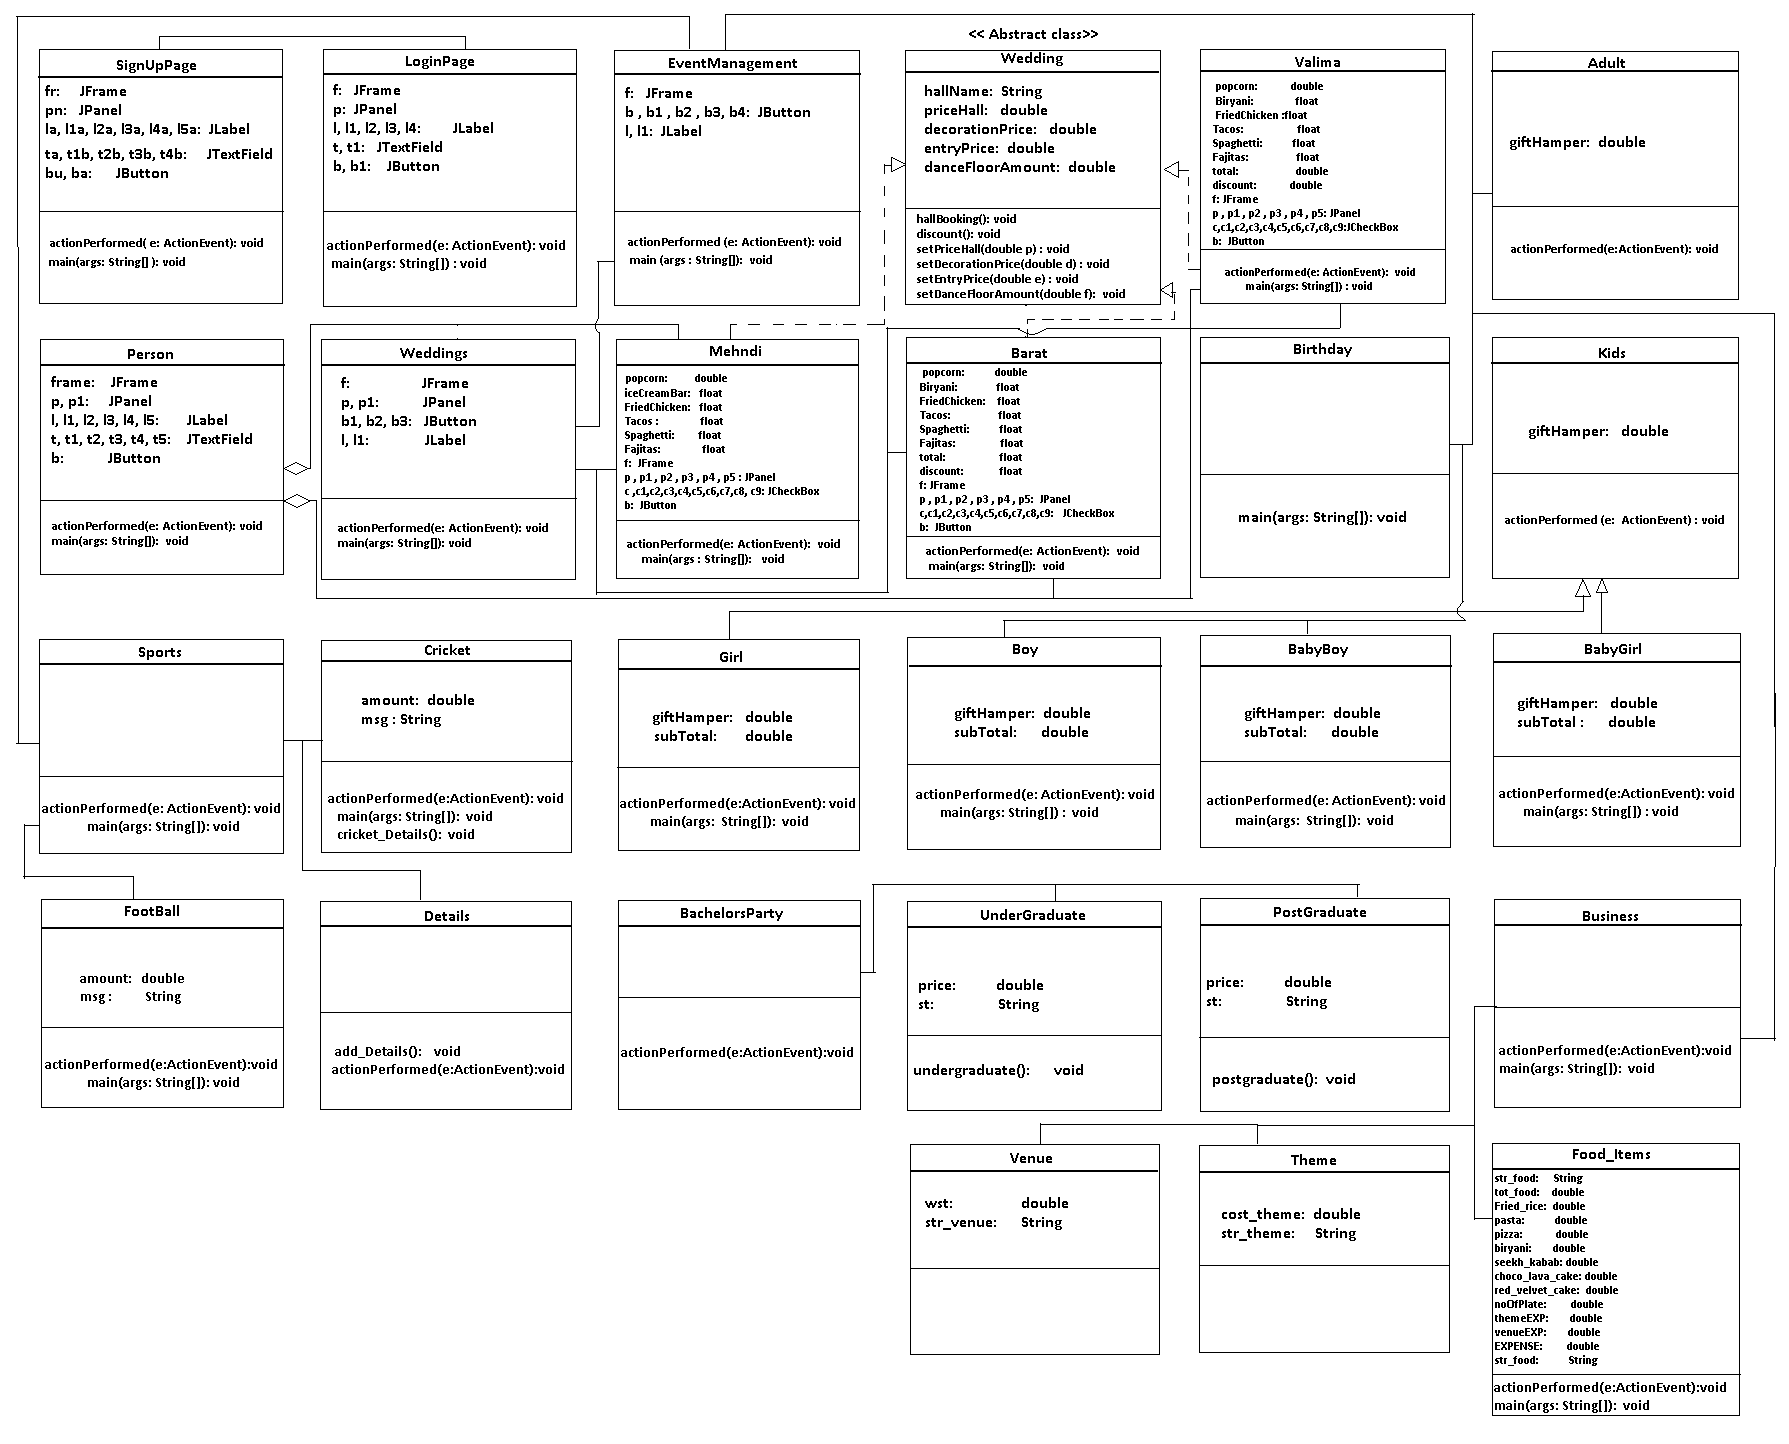 << Abstract class>>
SignUpPage
fr: JFrame
pn: JPanel
la, l1a, l2a, l3a, l4a, l5a: JLabel
ta, t1b, t2b, t3b, t4b: JTextField
bu, ba: JButton
actionPerformed( e: ActionEvent): void
main(args: String[] ): void
LoginPage
f: JFrame
p: JPanel
l, l1, l2, l3, l4: JLabel
t, t1: JTextField
b, b1: JButton
actionPerformed(e: ActionEvent): void
main(args: String[]) : void
EventManagement
f: JFrame
b , b1 , b2 , b3, b4: JButton
l, l1: JLabel
actionPerformed (e: ActionEvent): void
main (args : String[]): void
Wedding
hallName: String
priceHall: double
decorationPrice: double
entryPrice: double
danceFloorAmount: double
hallBooking(): void
discount(): void
setPriceHall(double p) : void
setDecorationPrice(double d) : void
setEntryPrice(double e) : void
setDanceFloorAmount(double f): void
Valima
popcorn: double
Biryani: float
FriedChicken :float
Tacos: float
Spaghetti: float
Fajitas: float
total: double
discount: double
f: JFrame
p , p1 , p2 , p3 , p4 , p5: JPanel
c,c1,c2,c3,c4,c5,c6,c7,c8,c9:JCheckBox
b: JButton
actionPerformed(e: ActionEvent): void
main(args: String[]) : void
Adult
giftHamper: double
actionPerformed(e:ActionEvent): void
Person
frame: JFrame
p, p1: JPanel
l, l1, l2, l3, l4, l5: JLabel
t, t1, t2, t3, t4, t5: JTextField
b: JButton
actionPerformed(e: ActionEvent): void
main(args: String[]): void
Weddings
f: JFrame
p, p1: JPanel
b1, b2, b3: JButton
l, l1: JLabel
actionPerformed(e: ActionEvent): void
main(args: String[]): void
Mehndi
popcorn: double
iceCreamBar: float
FriedChicken: float
Tacos : float
Spaghetti: float
Fajitas: float
f: JFrame
p , p1 , p2 , p3 , p4 , p5 : JPanel
c ,c1,c2,c3,c4,c5,c6,c7,c8, c9: JCheckBox
b: JButton
actionPerformed(e: ActionEvent): void
main(args : String[]): void
Barat
popcorn: double
Biryani: float
FriedChicken: float
Tacos: float
Spaghetti: float
Fajitas: float
total: float
discount: float
f: JFrame
p , p1 , p2 , p3 , p4 , p5: JPanel
c,c1,c2,c3,c4,c5,c6,c7,c8,c9: JCheckBox
b: JButton
actionPerformed(e: ActionEvent): void
main(args: String[]): void
Birthday
main(args: String[]): void
Kids
giftHamper: double
actionPerformed (e: ActionEvent) : void
Sports
actionPerformed(e: ActionEvent): void
main(args: String[]): void
Cricket
amount: double
msg : String
actionPerformed(e:ActionEvent): void
main(args: String[]): void
cricket_Details(): void
Girl
giftHamper: double
subTotal: double
actionPerformed(e:ActionEvent): void
main(args: String[]): void
Boy
giftHamper: double
subTotal: double
actionPerformed(e: ActionEvent): void
main(args: String[]) : void
BabyBoy
giftHamper: double
subTotal: double
actionPerformed(e: ActionEvent): void
main(args: String[]): void
BabyGirl
giftHamper: double
subTotal : double
actionPerformed(e:ActionEvent): void
main(args: String[]) : void
FootBall
amount: double
msg : String
actionPerformed(e:ActionEvent):void
main(args: String[]): void
Details
add_Details(): void
actionPerformed(e:ActionEvent):void
BachelorsParty
actionPerformed(e:ActionEvent):void
UnderGraduate
price: double
st: String
undergraduate(): void
PostGraduate
price: double
st: String
postgraduate(): void
Business
actionPerformed(e:ActionEvent):void
main(args: String[]): void
Venue
wst: double
str_venue: String
Theme
cost_theme: double
str_theme: String
Food_Items
str_food: String
tot_food: double
Fried_rice: double
pasta: double
pizza: double
biryani: double
seekh_kabab: double
choco_lava_cake: double
red_velvet_cake: double
noOfPlate: double
themeEXP: double
venueEXP: double
EXPENSE: double
str_food: String
actionPerformed(e:ActionEvent):void
main(args: String[]): void